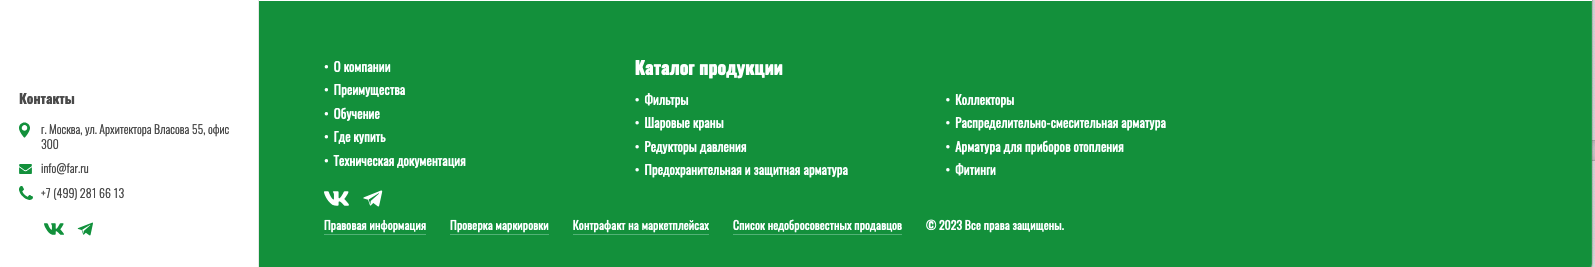 Контакты
г. Москва, ул. Архитектора Власова 55, офис
300
info@far.ru
+7 (499) 281 66 13
• О компании
• Преимущества
• Обучение
• Где купить
• Техническая документация
Каталог продукции
• Фильтры
• Шаровые краны
• Редукторы давления
• Предохранительная и защитная арматура
• Коллекторы
• Распределительно-смесительная арматура
• Арматура для приборов отопления
• Фитинги
Правовая информация
Проверка маркировки
Контрафакт на маркетплейсах
Список недобросовестных продавцов
© 2023 Все права защищены.